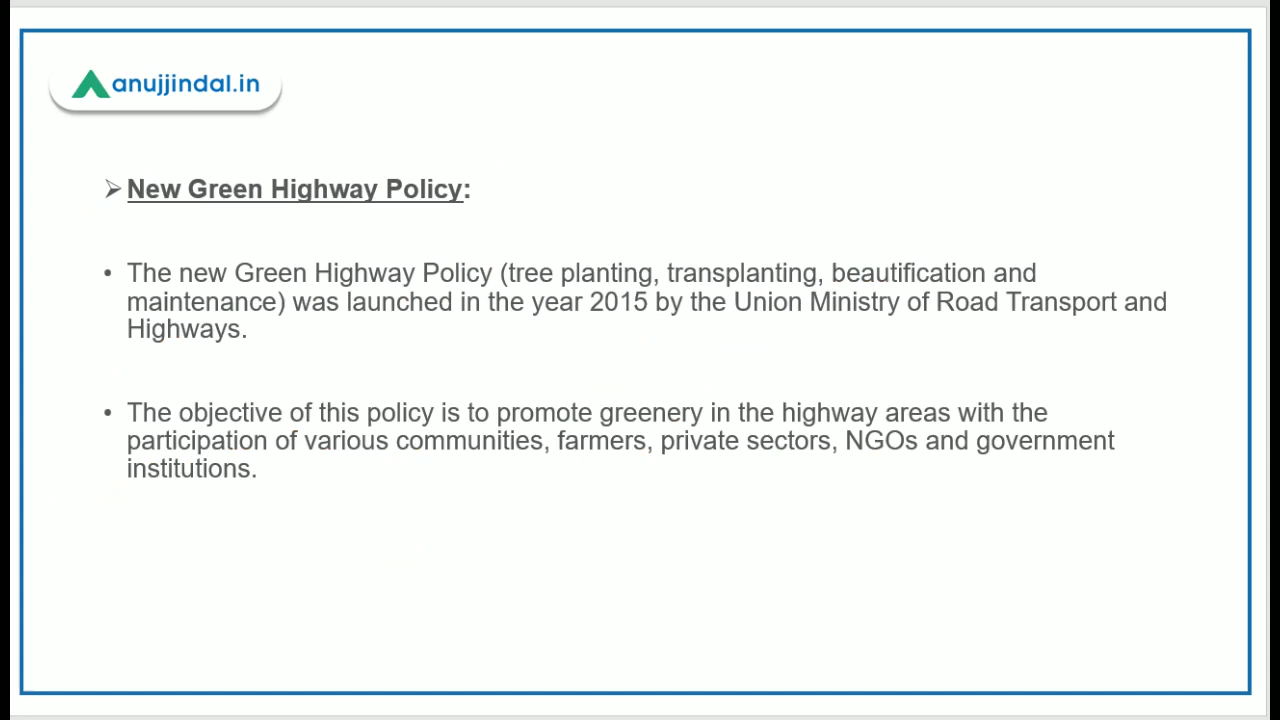 anujjindal.in
➢ New Green Highway Policy:
• The new Green Highway Policy (tree planting, transplanting, beautification and
maintenance) was launched in the year 2015 by the Union Ministry of Road Transport and
Highways.
• The objective of this policy is to promote greenery in the highway areas with the
participation of various communities, farmers, private sectors, NGOs and government
institutions.